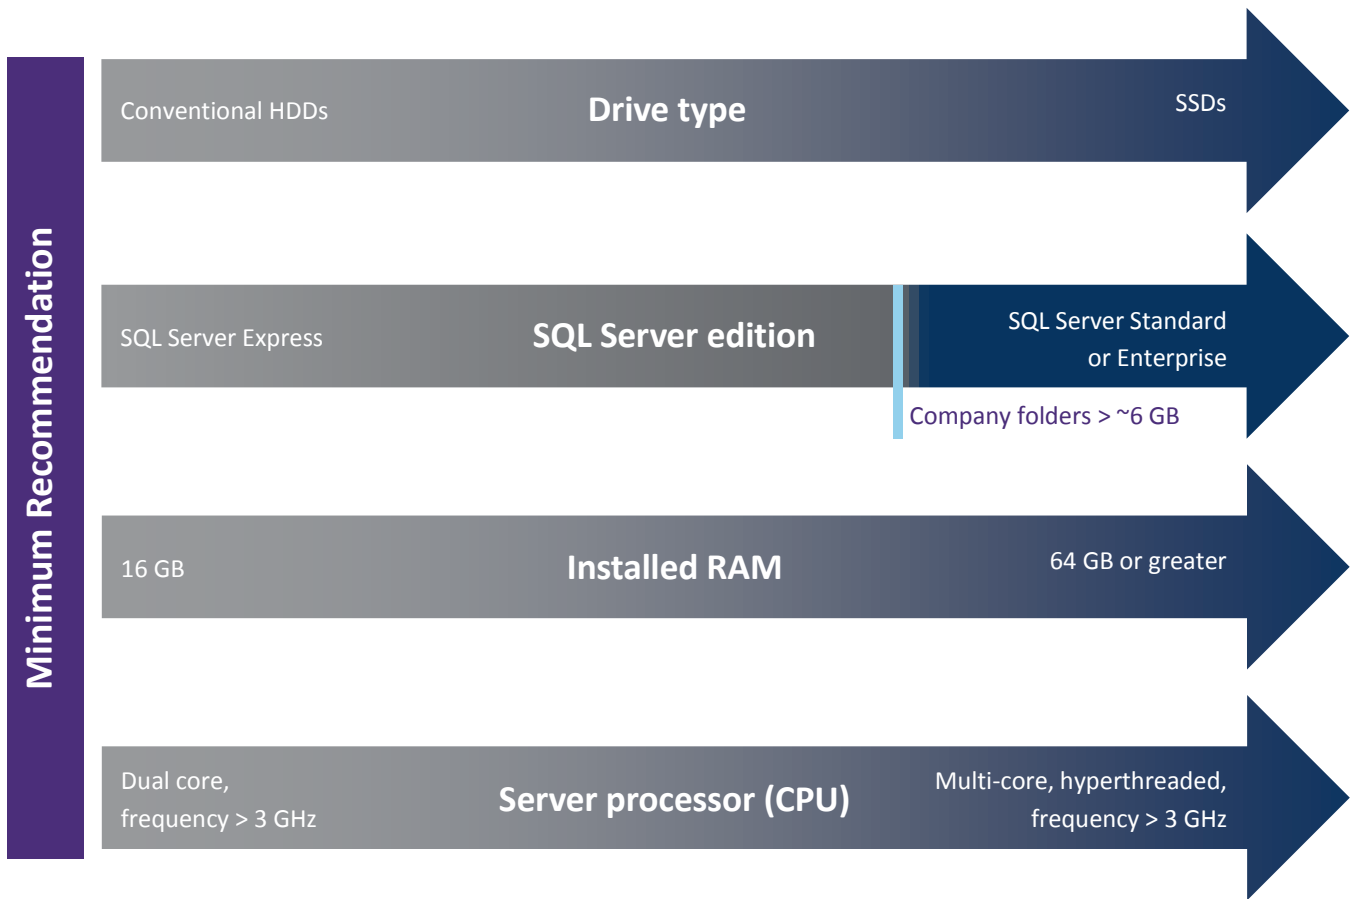 Minimum Recommendation
Conventional HDDs
Drive type
SSDs
SQL Server Express
SQL Server edition
SQL Server Standard
or Enterprise
Company folders > ~6 GB
16 GB
Installed RAM
64 GB or greater
Dual core,
frequency > 3 GHz
Server processor (CPU)
Multi-core, hyperthreaded,
frequency > 3 GHz